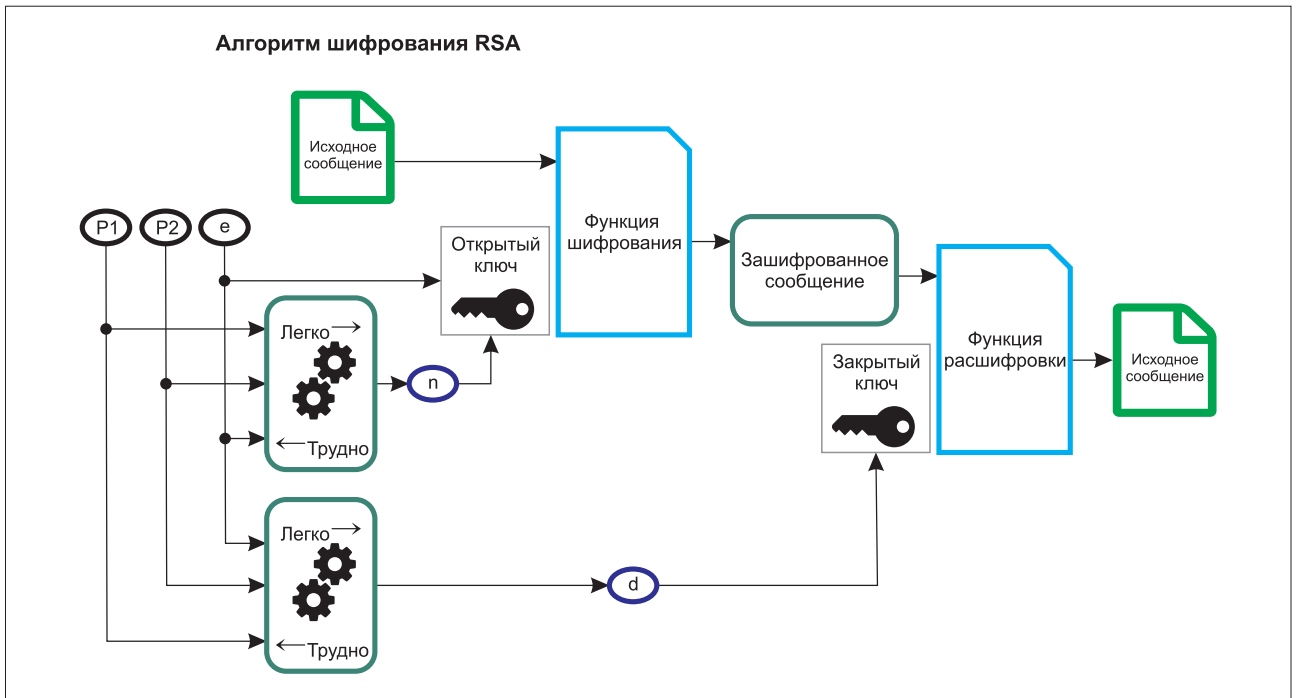 Алгоритм шифрования RSA
Исходное
сообщение
P1
P2
e
Открытый
ключ
Функция
шифрования
Зашифрованное
сообщение
Легко
Трудно
n
Закрытый
ключ
Функция
расшифровки
Исходное
сообщение
Легко
Трудно
d